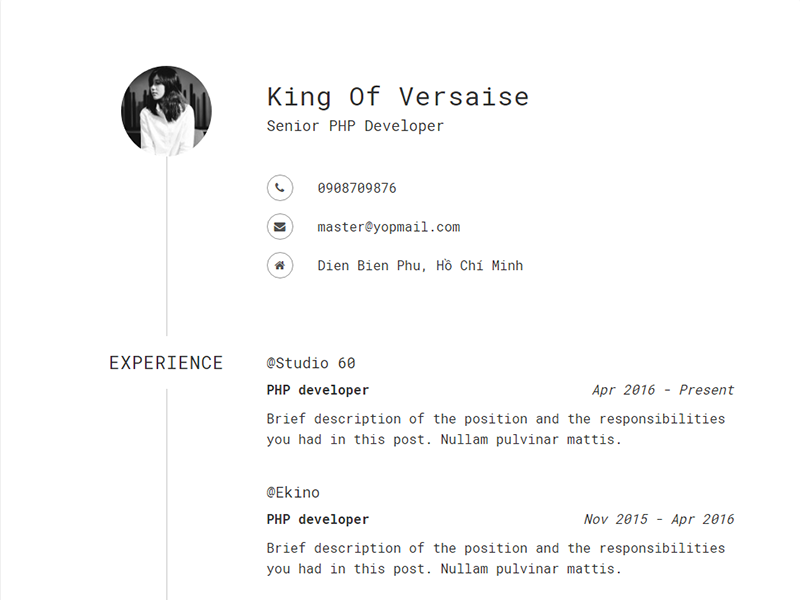 King Of Versaise
Senior PHP Developer
0908709876
master@yopmail.com
Dien Bien Phu, Hồ Chí Minh
EXPERIENCE
@Studio 60
PHP developer Apr 2016 - Present
Brief description of the position and the responsibilities
you had in this post. Nullam pulvinar mattis.
@Ekino
PHP developer Nov 2015 - Apr 2016
Brief description of the position and the responsibilities
you had in this post. Nullam pulvinar mattis.